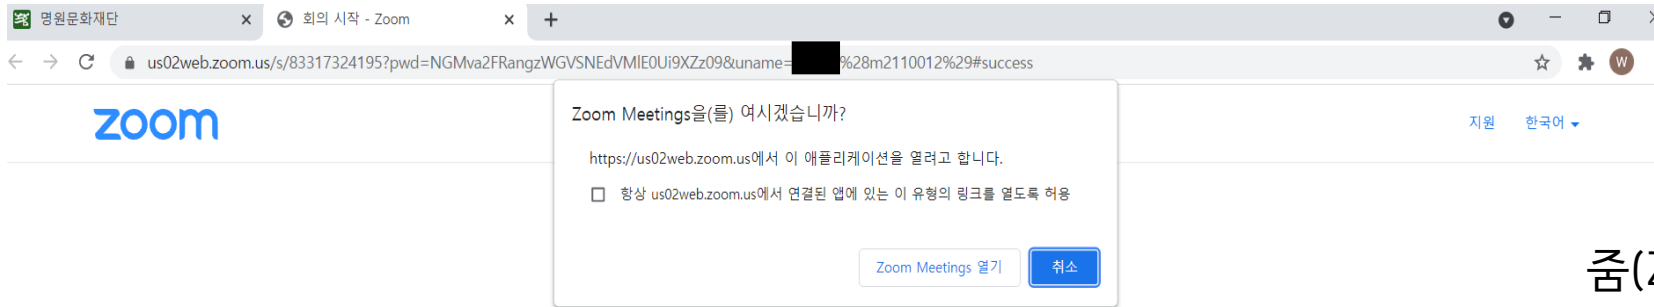 명원문화재단
회의 시작 - Zoom
us02web.zoom.us/s/83317324195?pwd=NGMva2FRangzWGVSNEdVMlE0Ui9XZz09&uname= %28m2110012%29#success
W
zoom
지원 한국어
Zoom Meetings을(를) 여시겠습니까?
https://us02web.zoom.us에서 이 애플리케이션을 열려고 합니다.
항상 us02web.zoom.us에서 연결된 앱에 있는 이 유형의 링크를 열도록 허용
Zoom Meetings 열기 취소
줌(